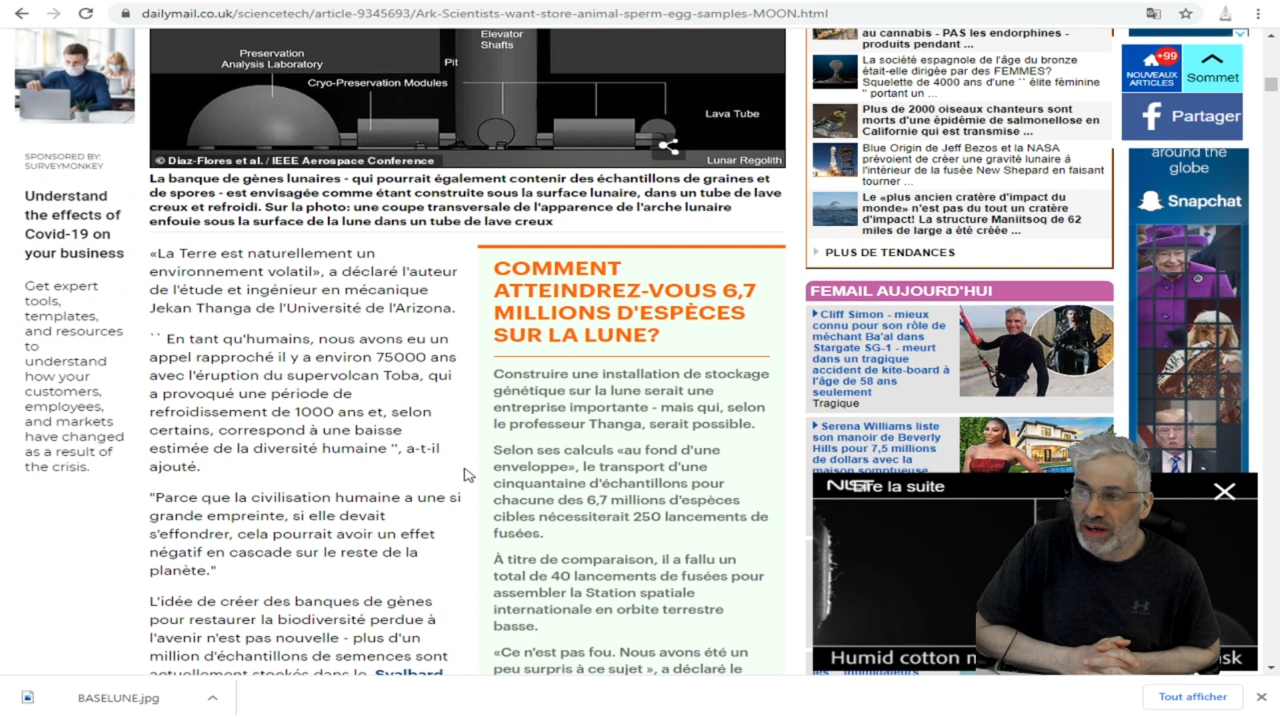 dailymail.co.uk/sciencetech/article-9345693/Ark-Scientists-want-store-animal-sperm-egg-samples-MOON.html
SPONSORED BY:
SURVEYMONKEY
Understand
the effects of
Covid-19 on
your business
Get expert
tools,
templates,
and resources
to
understand
how your
customers,
employees,
and markets
have changed
as a result of
the crisis.
Elevator
Shafts
Preservation
Analysis Laboratory
Pit
Cryo-Preservation Modules
Lava Tube
© Diaz-Flores et al. / IEEE Aerospace Conference
Lunar Regolith
La banque de gènes lunaires - qui pourrait également contenir des échantillons de graines et
de spores - est envisagée comme étant construite sous la surface lunaire, dans un tube de lave
creux et refroidi. Sur la photo: une coupe transversale de l'apparence de l'arche lunaire
enfouie sous la surface de la lune dans un tube de lave creux
«La Terre est naturellement un
environnement volatil», a déclaré l'auteur
de l'étude et ingénieur en mécanique
Jekan Thanga de l'Université de l'Arizona.
`` En tant qu'humains, nous avons eu un
appel rapproché il y a environ 75000 ans
avec l'éruption du supervolcan Toba, qui
a provoqué une période de
refroidissement de 1000 ans et, selon
certains, correspond à une baisse
estimée de la diversité humaine '', a-t-il
ajouté.
"Parce que la civilisation humaine a une si
grande empreinte, si elle devait
s'effondrer, cela pourrait avoir un effet
négatif en cascade sur le reste de la
planète."
L'idée de créer des banques de gènes
pour restaurer la biodiversité perdue à
l'avenir n'est pas nouvelle - plus d'un
million d'échantillons de semences sont
actuellement stockés dans le Svalbard
COMMENT
ATTEINDREZ-VOUS 6,7
MILLIONS D'ESPÈCES
SUR LA LUNE?
Construire une installation de stockage
génétique sur la lune serait une
entreprise importante - mais qui, selon
le professeur Thanga, serait possible.
Selon ses calculs «au fond d'une
enveloppe», le transport d'une
cinquantaine d'échantillons pour
chacune des 6,7 millions d'espèces
cibles nécessiterait 250 lancements de
fusées.
À titre de comparaison, il a fallu un
total de 40 lancements de fusées pour
assembler la Station spatiale
internationale en orbite terrestre
basse.
«Ce n'est pas fou. Nous avons été un
peu surpris à ce sujet », a déclaré le
au cannabis - PAS les endorphines -
produits pendant ...
La société espagnole de l'âge du bronze
était-elle dirigée par des FEMMES?
Squelette de 4000 ans d'une `` élite féminine
'' portant un ...
Plus de 2000 oiseaux chanteurs sont
morts d'une épidémie de salmonellose en
Californie qui est transmise ...
Blue Origin de Jeff Bezos et la NASA
prévoient de créer une gravité lunaire à
l'intérieur de la fusée New Shepard en faisant
tourner ...
Le «plus ancien cratère d'impact du
monde» n'est pas du tout un cratère
d'impact! La structure Maniitsoq de 62
miles de large a été créée ...
PLUS DE TENDANCES
FEMAIL AUJOURD'HUI
Cliff Simon - mieux
connu pour son rôle de
méchant Ba'al dans
Stargate SG-1 - meurt
dans un tragique
accident de kite-board à
l'âge de 58 ans
seulement
Tragique
Serena Williams liste
son manoir de Beverly
Hills pour 7,5 millions
de dollars avec la
maison somptueuse
+99
NOUVEAUX
ARTICLES
Sommet
Partager
around the
globe
Snapchat
Lire la suite
Humid cotton
BASELUNE.jpg
Tout afficher